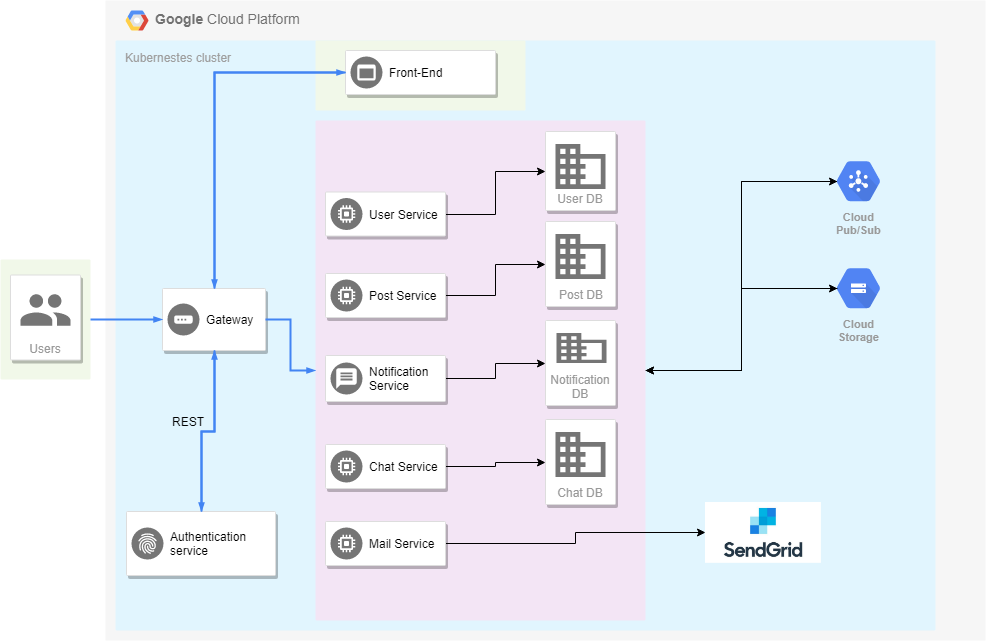 Google Cloud Platform
Kubernestes cluster
Front-End
User DB
User Service
Cloud
Pub/Sub
Post Service
Post DB
Users
Gateway
Cloud
Storage
Notification
Service
Notification
DB
REST
Chat Service
Chat DB
Authentication
service
Mail Service
SendGrid